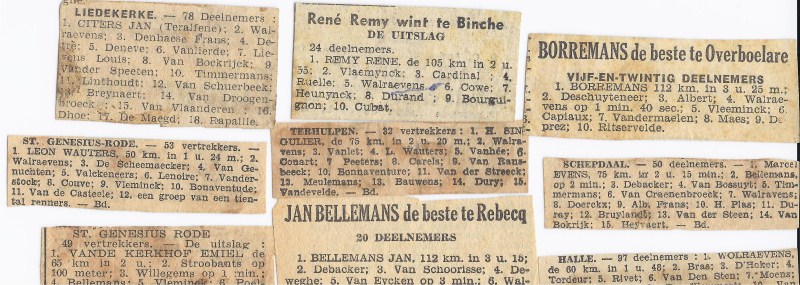 LIEDEKERKE. — 78 Deelnemers :
1. CITERS JAN (Teralfene); 2. Wal-
raevens; 3. Denhaese Frans; 4. De-
tré; 5. Deneve; 6. Vanlierde; 7. Lie-
vens Louis; 8. Van Bockrijk; 9.
Vander Speeten; 10. Timmermans;
11. Linthoudt; 12. Van Schuerbeek;
13. Breynaert; 14. Van Droogen-
broeck; 15. Van Vlaanderen; 16.
Dhoe; 17. De Maegd; 18. Rapaille.
René Remy wint te Binche
DE UITSLAG
24 deelnemers.
1. REMY RENE, de 105 km in 2 u.
55; 2. Vlaemynck; 3. Cardinal; 4.
Ruelle; 5. Walraevens; 6. Cowe; 7.
Heunynck; 8. Durand; 9. Bourgui-
gnon; 10. Cubat.
BORREMANS de beste te Overboelare
VIJF-EN-TWINTIG DEELNEMERS
1. BORREMANS 112 km. in 3 u. 25 m.;
2. Deschuyteneer; 3. Albert; 4. Walrae-
vens op 1 min. 40 sec.; 5. Vleeminck; 6.
Capiaux; 7. Vandermaelen; 8. Maes; 9. De-
prez; 10. Ritservelde.
ST. GENESIUS-RODE. — 53 vertrekkers. —
1. LEON WAUTERS, 50 km. in 1 u. 24 m.; 2.
Walraevens; 3. De Scheemaecker; 4. Van Ge-
nuchten; 5. Valckeneers; 6. Lenoire; 7. Vander-
stock; 8. Couvr; 9. Vleminck; 10. Bonaventude;
11. Van de Casteele; 12. een groep van een tien-
tal renners. — Bd.
TERHULPEN. — 32 vertrekkers : 1. H. SIN-
GULIER, de 75 km. in 2 u. 20 m.; 2. Walra-
vens; 3. Vanlet; 4. L. Wauters; 5. Vanhée; 6.
Conart; 7 Peeters; 8. Carels; 9. Van Rans-
beeck; 10. Bonnaventure; 11. Van der Streeck;
12. Meulemans; 13. Bauwens; 14. Dury; 15.
Vandevelde. — Bd.
SCHEPDAAL. — 50 deelnemers. — 1. Marcel
EVENS, 75 km. in 2 u. 15 min.; 2. Bellemans,
op 2 min.; 3. Debacker; 4. Van Bossuyt; 5. Tim-
mermans; 6. Van Craenenbroeck; 7. Walravens;
8. Doerckx; 9. Alb. Frans; 10. H. Plas; 11. Du-
ray; 12. Bruylandt; 13. Van der Steen; 14. Van
Bokrijk; 15. Heyvaert. — Bd.
ST. GENESIUS RODE
49 vertrekkers. — De uitslag :
1. VANDE KERKHOF EMIEL de
65 km in 2 u.; 2. Stroobants op
100 meter; 3. Willegems op 1 min.;
4. Bellemans; 5. Vleminck; 6.
JAN BELLEMANS de beste te Rebecq
20 DEELNEMERS
1. BELLEMANS JAN, 112 km. in 3 u. 15;
2. Debacker; 3. Van Schoorisse; 4. De-
weghe; 5. Van Eycken op 3 min.; 6. Wal-
HALLE. — 97 deelnemers : 1. WOLRAEVENS,
de 60 km. in 1 u. 46; 2. Bras; 3. D'Hoker; 4.
Tordeur; 5. Rivet; 6. Van Den Sten; 7. Moens;